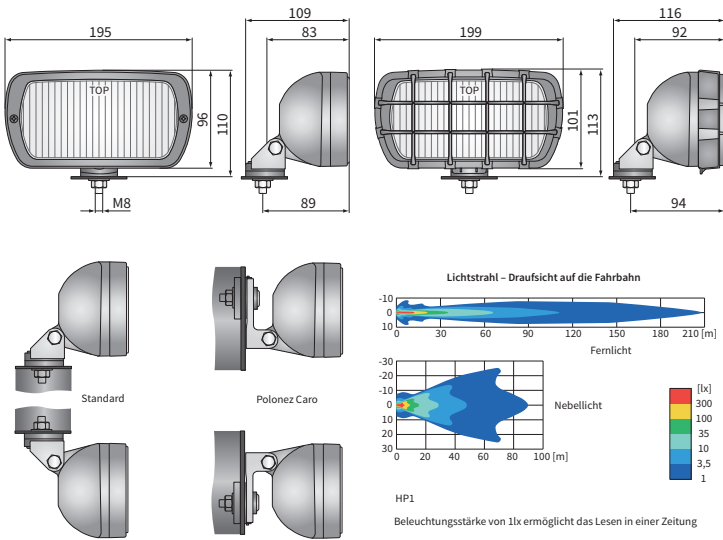 109
116
195
83
199
92
TOP
TOP
96
110
101
113
M8
89
94
Lichtstrahl – Draufsicht auf die Fahrbahn
-10
0
10
0 30 60 90 120 150 180 210 [m]
Fernlicht
-30
-20
-10
0
10
20
30
0 20 40 60 80 100 [m]
Nebellicht
[lx]
300
100
35
10
3,5
1
Standard
Polonez Caro
HP1
Beleuchtungsstärke von 1lx ermöglicht das Lesen in einer Zeitung